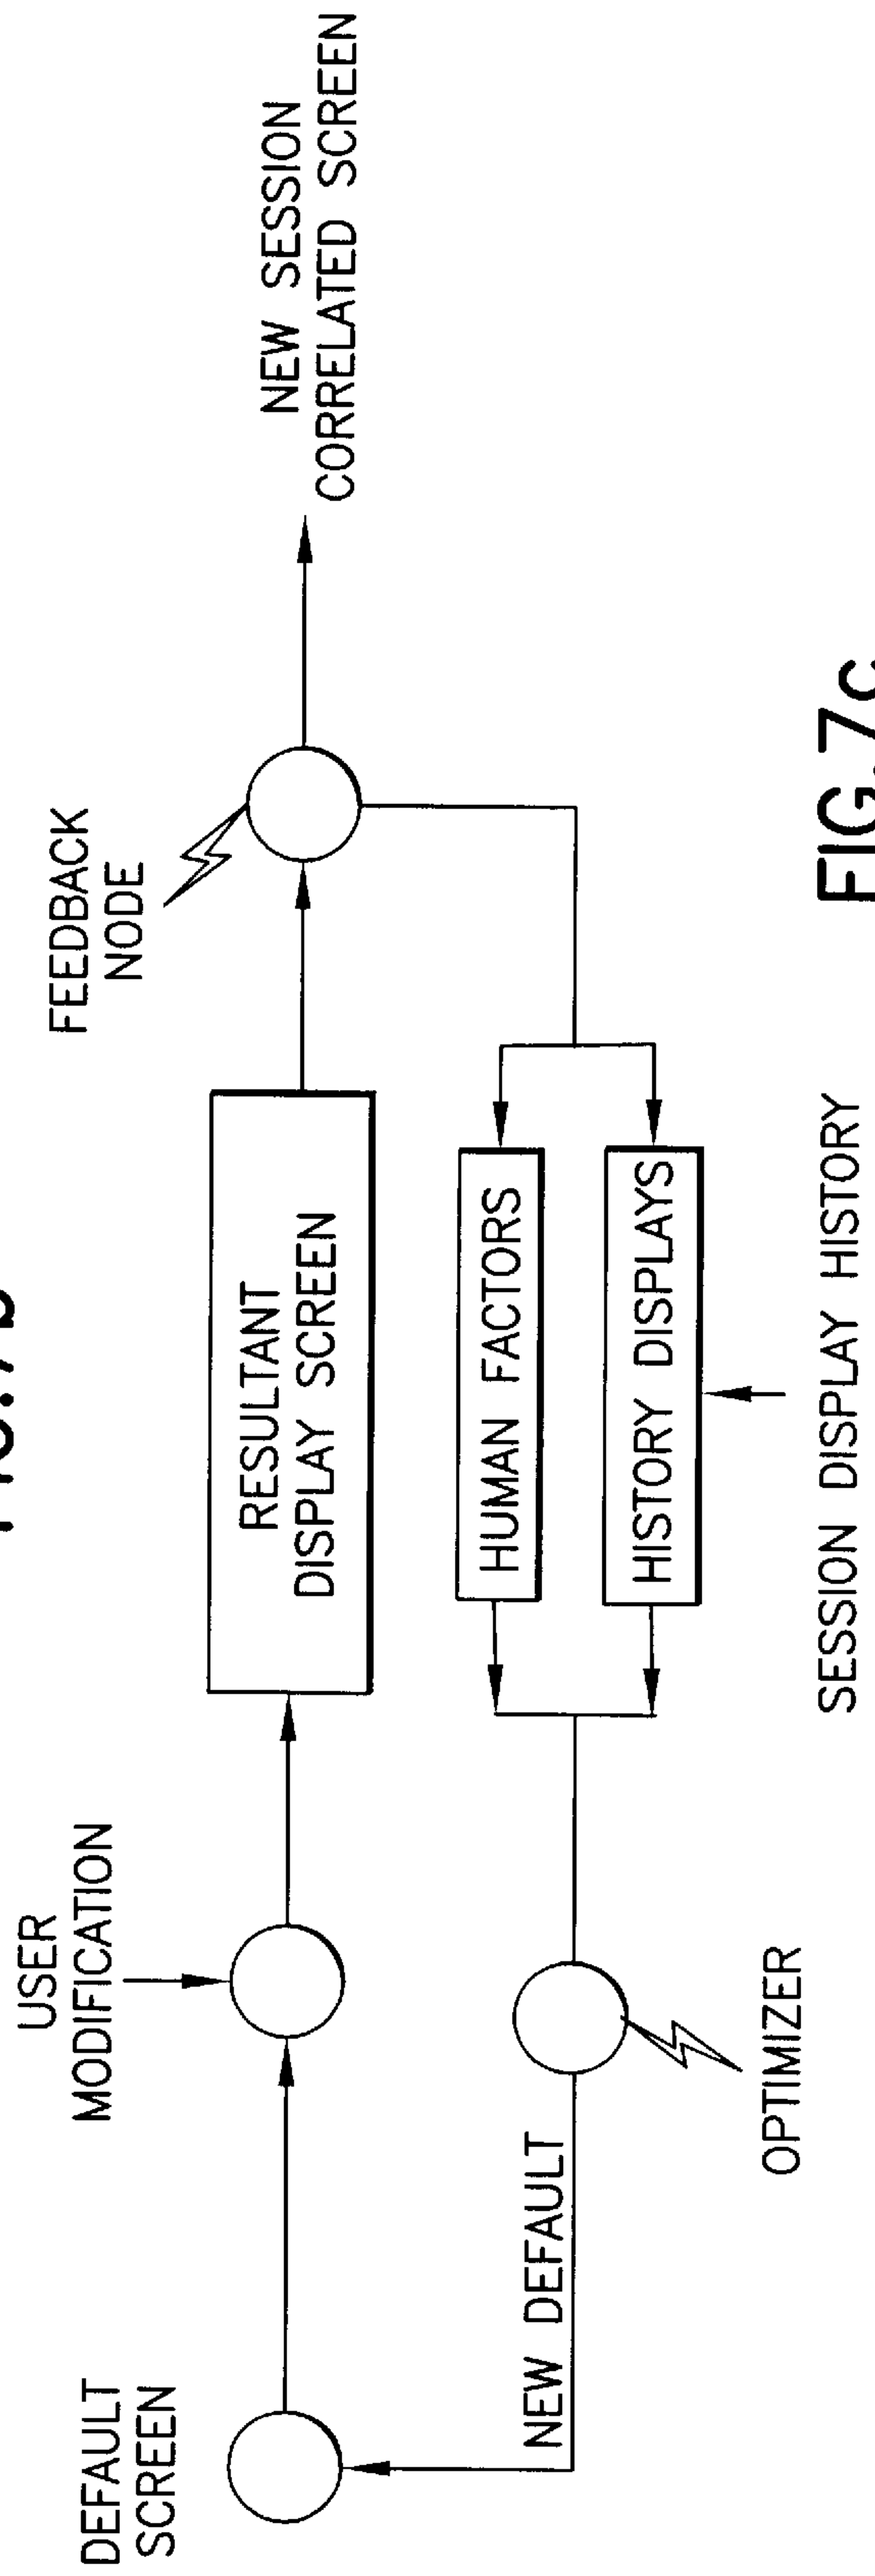 DEFAULT
SCREEN
USER
MODIFICATION
RESULTANT
DISPLAY SCREEN
FEEDBACK
NODE
NEW SESSION
CORRELATED SCREEN
NEW DEFAULT
OPTIMIZER
HUMAN FACTORS
HISTORY DISPLAYS
SESSION DISPLAY HISTORY
FIG.7c